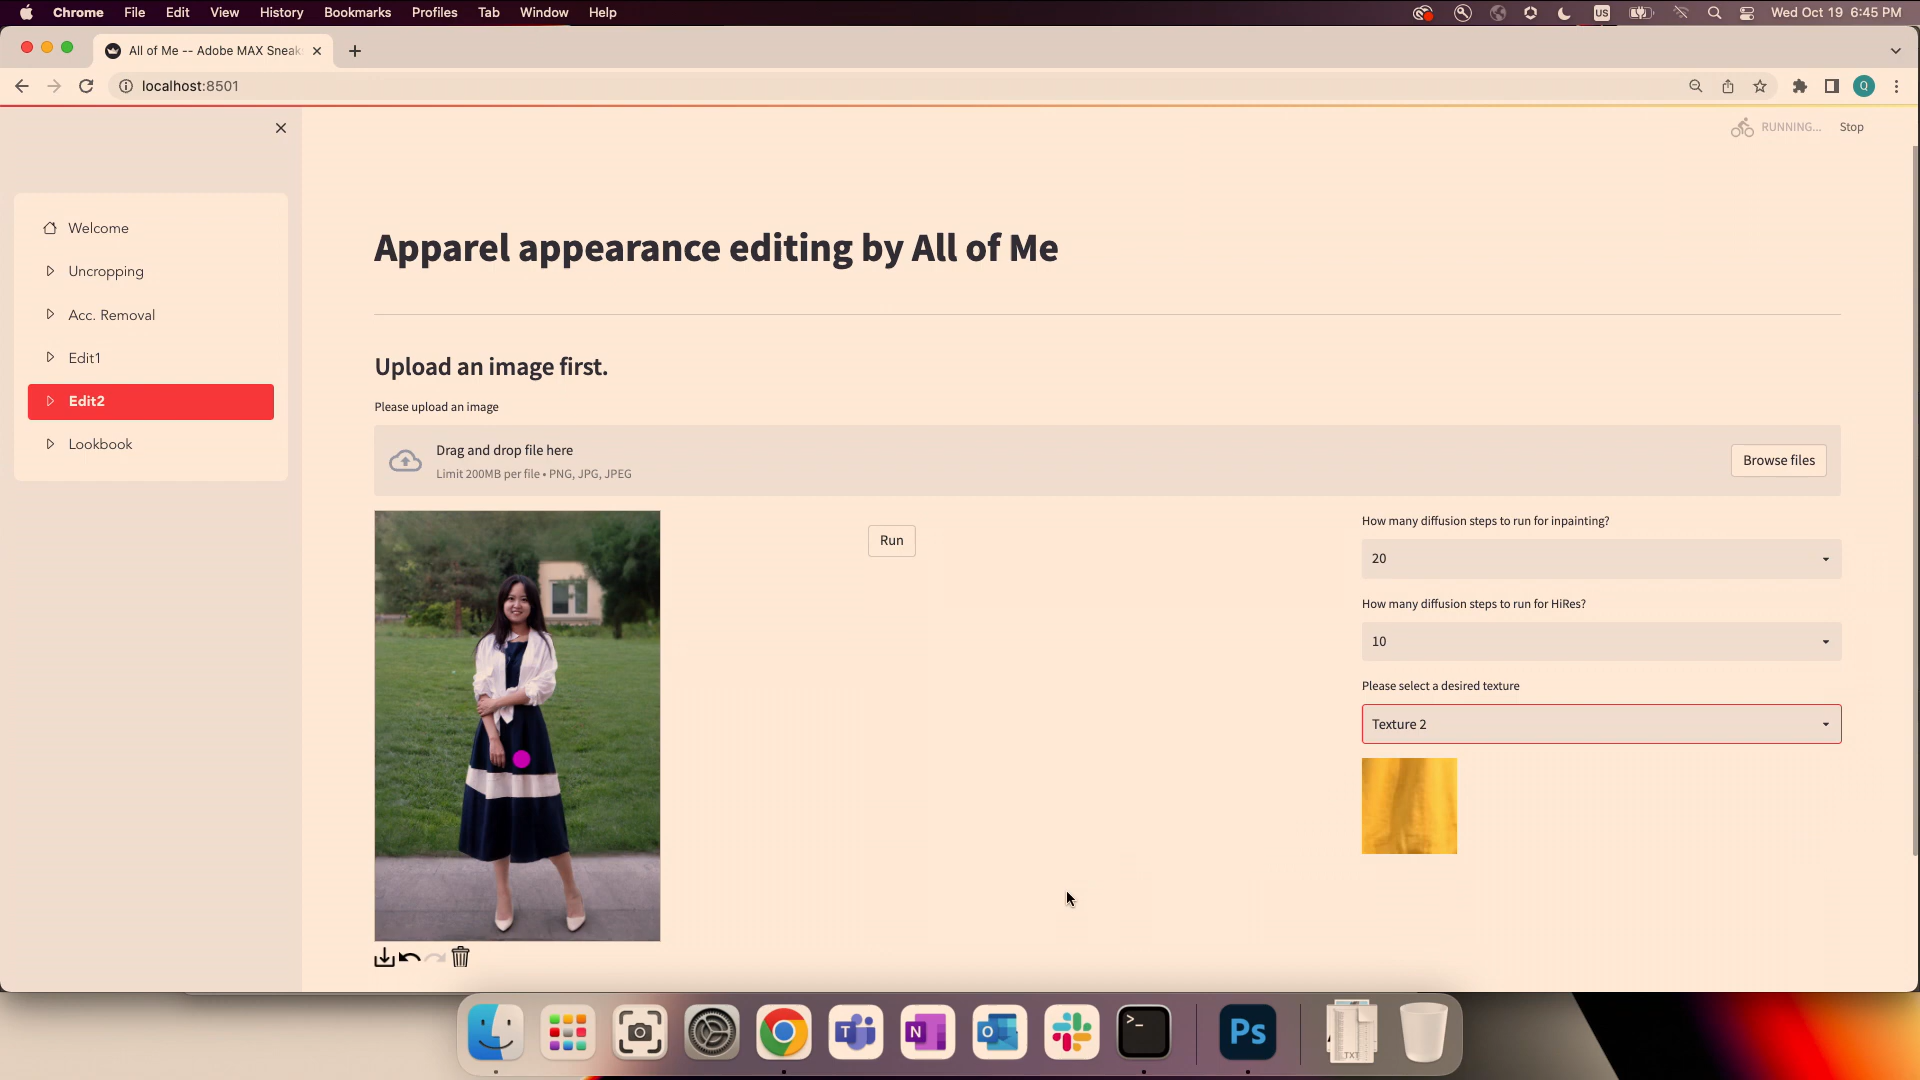 Chrome File Edit View History Bookmarks Profiles Tab Window Help
US
Wed Oct 19 6:45 PM
All of Me -- Adobe MAX Sneak
localhost:8501
Q
RUNNING...
Stop
Welcome
Uncropping
Acc. Removal
Edit1
Edit2
Lookbook
Apparel appearance editing by All of Me
Upload an image first.
Please upload an image
Drag and drop file here
Limit 200MB per file • PNG, JPG, JPEG
Browse files
Run
How many diffusion steps to run for inpainting?
20
How many diffusion steps to run for HiRes?
10
Please select a desired texture
Texture 2
T
N
O
>_
Ps
TXT